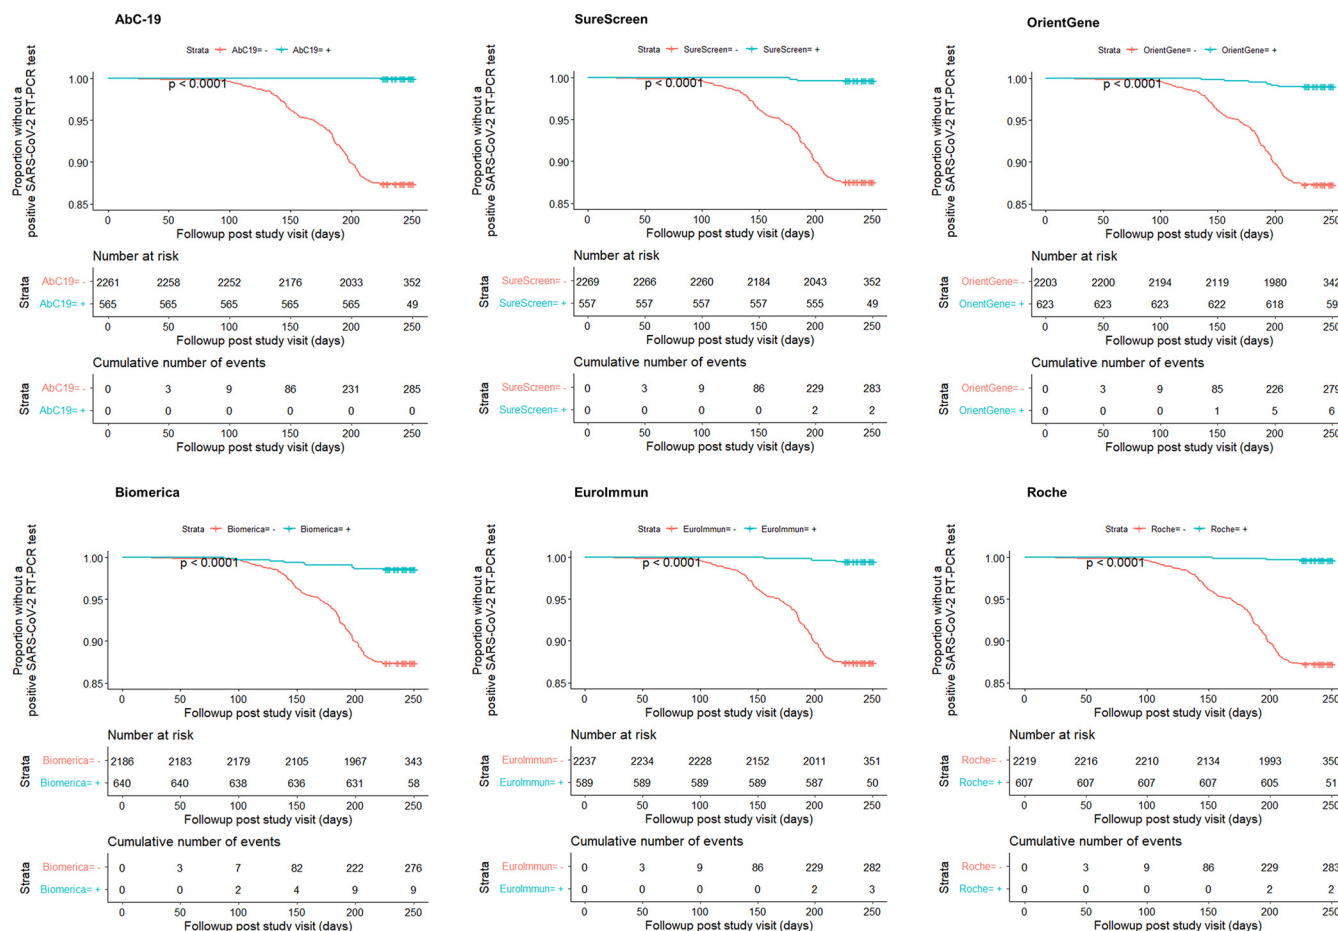 AbC-19
Strata AbC19= - AbC19= +
Proportion without a
positive SARS-CoV-2 RT-PCR test
1.00
0.95
0.90
0.85
p < 0.0001
0 50 100 150 200 250
Followup post study visit (days)
Number at risk
Strata
AbC19= - 2261 2258 2252 2176 2033 352
AbC19= + 565 565 565 565 565 49
0 50 100 150 200 250
Followup post study visit (days)
Cumulative number of events
Strata
AbC19= - 0 3 9 86 231 285
AbC19= + 0 0 0 0 0 0
0 50 100 150 200 250
Followup post study visit (days)
SureScreen
Strata SureScreen= - SureScreen= +
Proportion without a
positive SARS-CoV-2 RT-PCR test
1.00
0.95
0.90
0.85
p < 0.0001
0 50 100 150 200 250
Followup post study visit (days)
Number at risk
Strata
SureScreen= - 2269 2266 2260 2184 2043 352
SureScreen= + 557 557 557 557 555 49
0 50 100 150 200 250
Followup post study visit (days)
Cumulative number of events
Strata
SureScreen= - 0 3 9 86 229 283
SureScreen= + 0 0 0 0 2 2
0 50 100 150 200 250
Followup post study visit (days)
OrientGene
Strata OrientGene= - OrientGene= +
Proportion without a
positive SARS-CoV-2 RT-PCR test
1.00
0.95
0.90
0.85
p < 0.0001
0 50 100 150 200 250
Followup post study visit (days)
Number at risk
Strata
OrientGene= - 2203 2200 2194 2119 1980 342
OrientGene= + 623 623 623 622 618 59
0 50 100 150 200 250
Followup post study visit (days)
Cumulative number of events
Strata
OrientGene= - 0 3 9 85 226 279
OrientGene= + 0 0 0 1 5 6
0 50 100 150 200 250
Followup post study visit (days)
Biomerica
Strata Biomerica= - Biomerica= +
Proportion without a
positive SARS-CoV-2 RT-PCR test
1.00
0.95
0.90
0.85
p < 0.0001
0 50 100 150 200 250
Followup post study visit (days)
Number at risk
Strata
Biomerica= - 2186 2183 2179 2105 1967 343
Biomerica= + 640 640 638 636 631 58
0 50 100 150 200 250
Followup post study visit (days)
Cumulative number of events
Strata
Biomerica= - 0 3 7 82 222 276
Biomerica= + 0 0 2 4 9 9
0 50 100 150 200 250
Followup post study visit (days)
EuroImmun
Strata EuroImmun= - EuroImmun= +
Proportion without a
positive SARS-CoV-2 RT-PCR test
1.00
0.95
0.90
0.85
p < 0.0001
0 50 100 150 200 250
Followup post study visit (days)
Number at risk
Strata
EuroImmun= - 2237 2234 2228 2152 2011 351
EuroImmun= + 589 589 589 589 587 50
0 50 100 150 200 250
Followup post study visit (days)
Cumulative number of events
Strata
EuroImmun= - 0 3 9 86 229 282
EuroImmun= + 0 0 0 0 2 3
0 50 100 150 200 250
Followup post study visit (days)
Roche
Strata Roche= - Roche= +
Proportion without a
positive SARS-CoV-2 RT-PCR test
1.00
0.95
0.90
0.85
p < 0.0001
0 50 100 150 200 250
Followup post study visit (days)
Number at risk
Strata
Roche= - 2219 2216 2210 2134 1993 350
Roche= + 607 607 607 607 605 51
0 50 100 150 200 250
Followup post study visit (days)
Cumulative number of events
Strata
Roche= - 0 3 9 86 229 283
Roche= + 0 0 0 0 2 2
0 50 100 150 200 250
Followup post study visit (days)